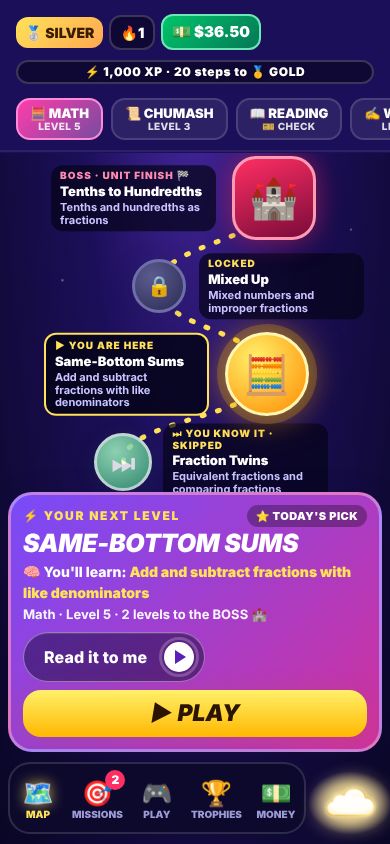 SILVER
1
$36.50
1,000 XP · 20 steps to GOLD
MATH
LEVEL 5
CHUMASH
LEVEL 3
READING
CHECK
BOSS · UNIT FINISH
Tenths to Hundredths
Tenths and hundredths as
fractions
LOCKED
Mixed Up
Mixed numbers and
improper fractions
▶ YOU ARE HERE
Same-Bottom Sums
Add and subtract
fractions with like
denominators
⏭ YOU KNOW IT ·
SKIPPED
Fraction Twins
Equivalent fractions and
comparing fractions
⚡ YOUR NEXT LEVEL
⭐ TODAY'S PICK
SAME-BOTTOM SUMS
You'll learn: Add and subtract fractions with
like denominators
Math · Level 5 · 2 levels to the BOSS
Read it to me
▶ PLAY
2
MAP
MISSIONS
PLAY
TROPHIES
MONEY